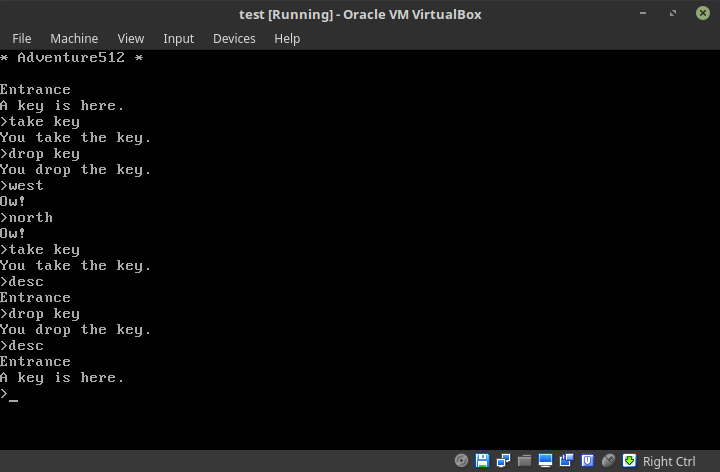 test [Running] - Oracle VM VirtualBox
File Machine View Input Devices Help
* Adventure512 *
Entrance
A key is here.
>take key
You take the key.
>drop key
You drop the key.
>west
Ow!
>north
Ow!
>take key
You take the key.
>desc
Entrance
>drop key
You drop the key.
>desc
Entrance
A key is here.
>_
Right Ctrl